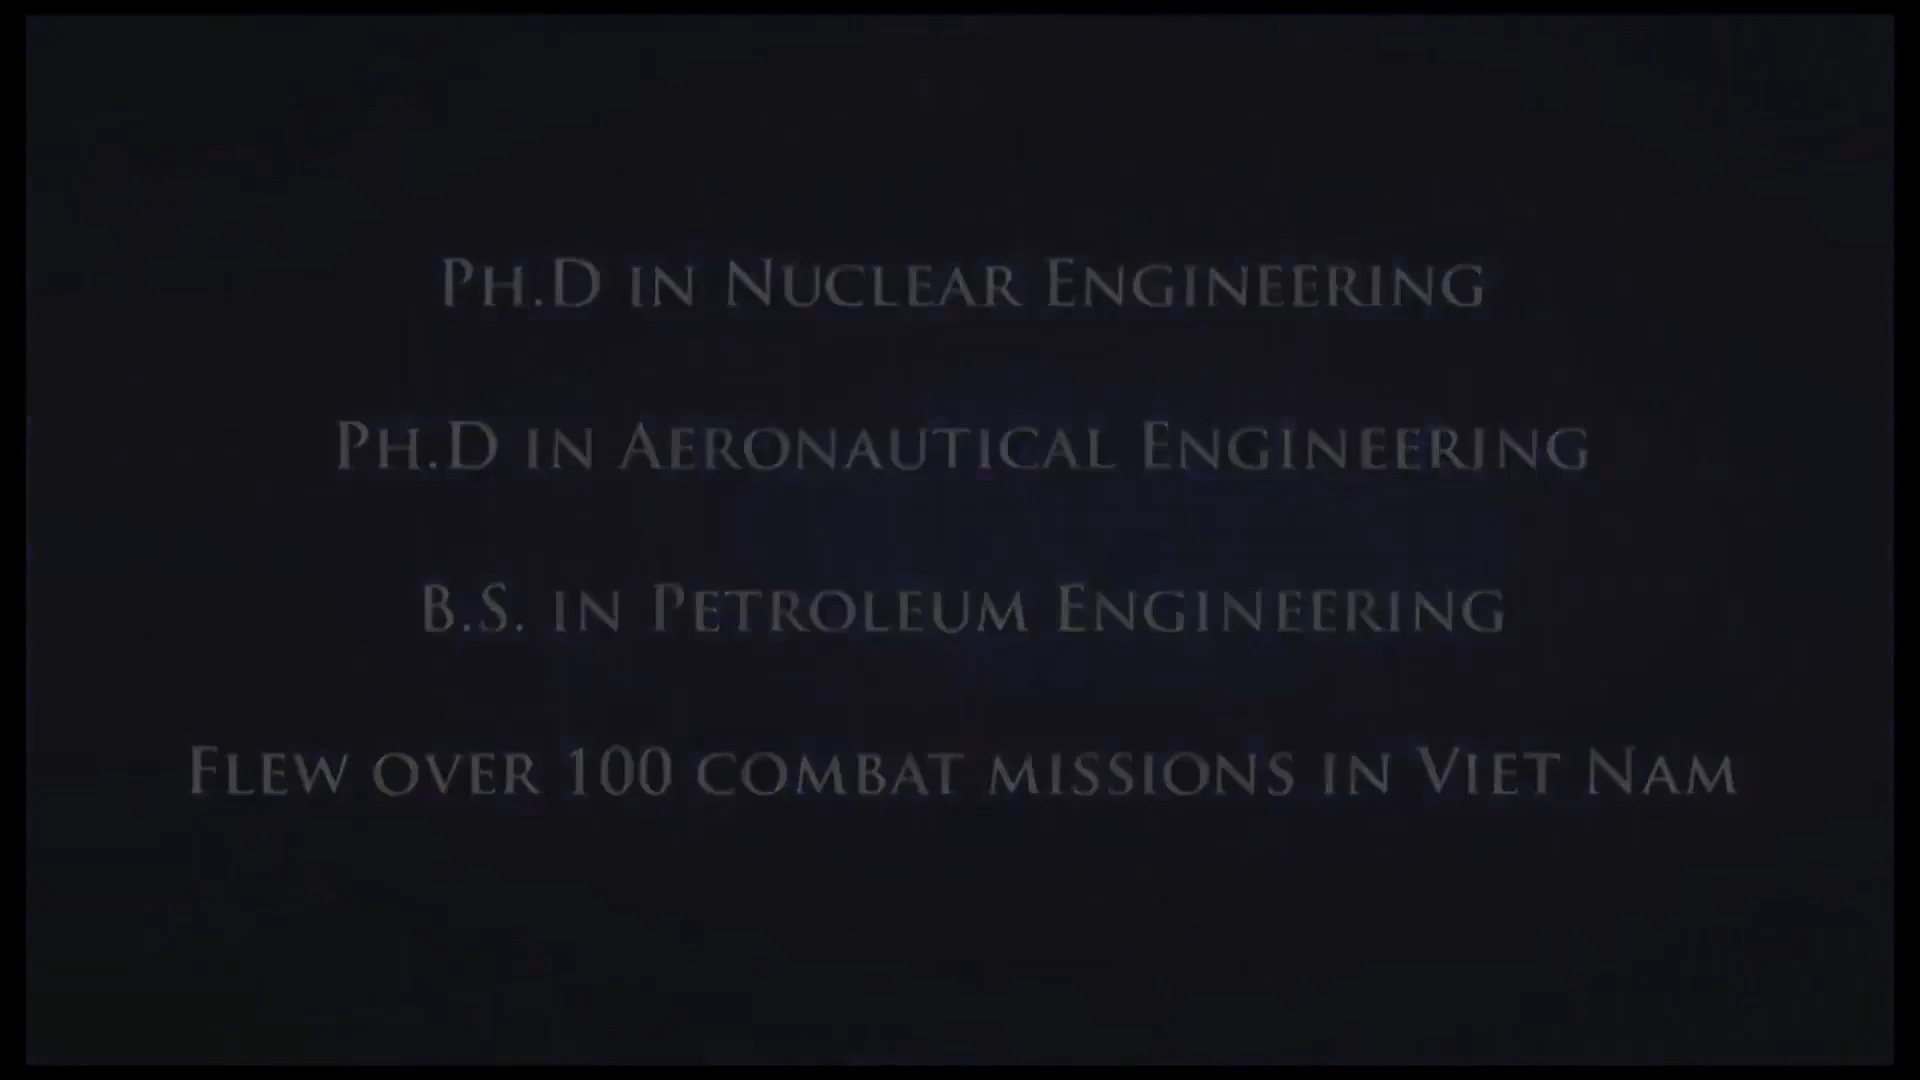 Ph.D in Nuclear Engineering
Ph.D in Aeronautical Engineering
B.S. in Petroleum Engineering
Flew over 100 combat missions in Viet Nam